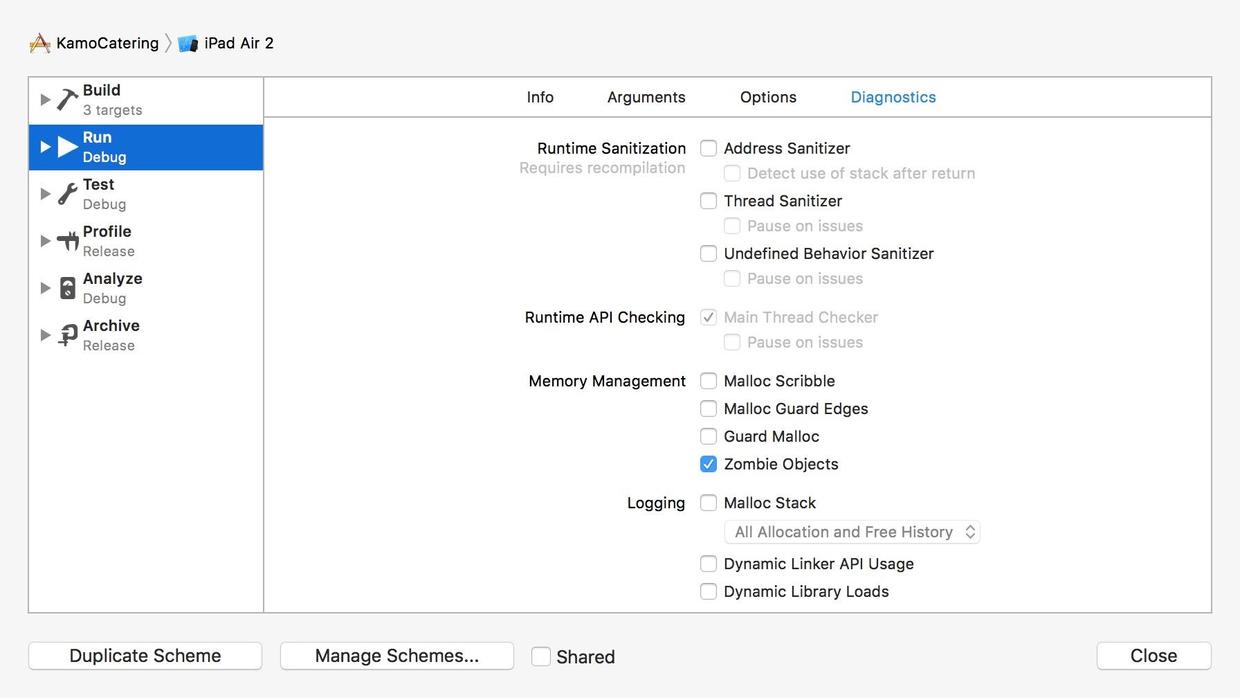 KamoCatering iPad Air 2
Info Arguments Options Diagnostics
Build
3 targets
Run
Debug
Test
Debug
Profile
Release
Analyze
Debug
Archive
Release
Runtime Sanitization Address Sanitizer
Requires recompilation Detect use of stack after return
Thread Sanitizer
Pause on issues
Undefined Behavior Sanitizer
Pause on issues
Runtime API Checking Main Thread Checker
Pause on issues
Memory Management Malloc Scribble
Malloc Guard Edges
Guard Malloc
Zombie Objects
Logging Malloc Stack
All Allocation and Free History
Dynamic Linker API Usage
Dynamic Library Loads
Duplicate Scheme Manage Schemes... Shared Close